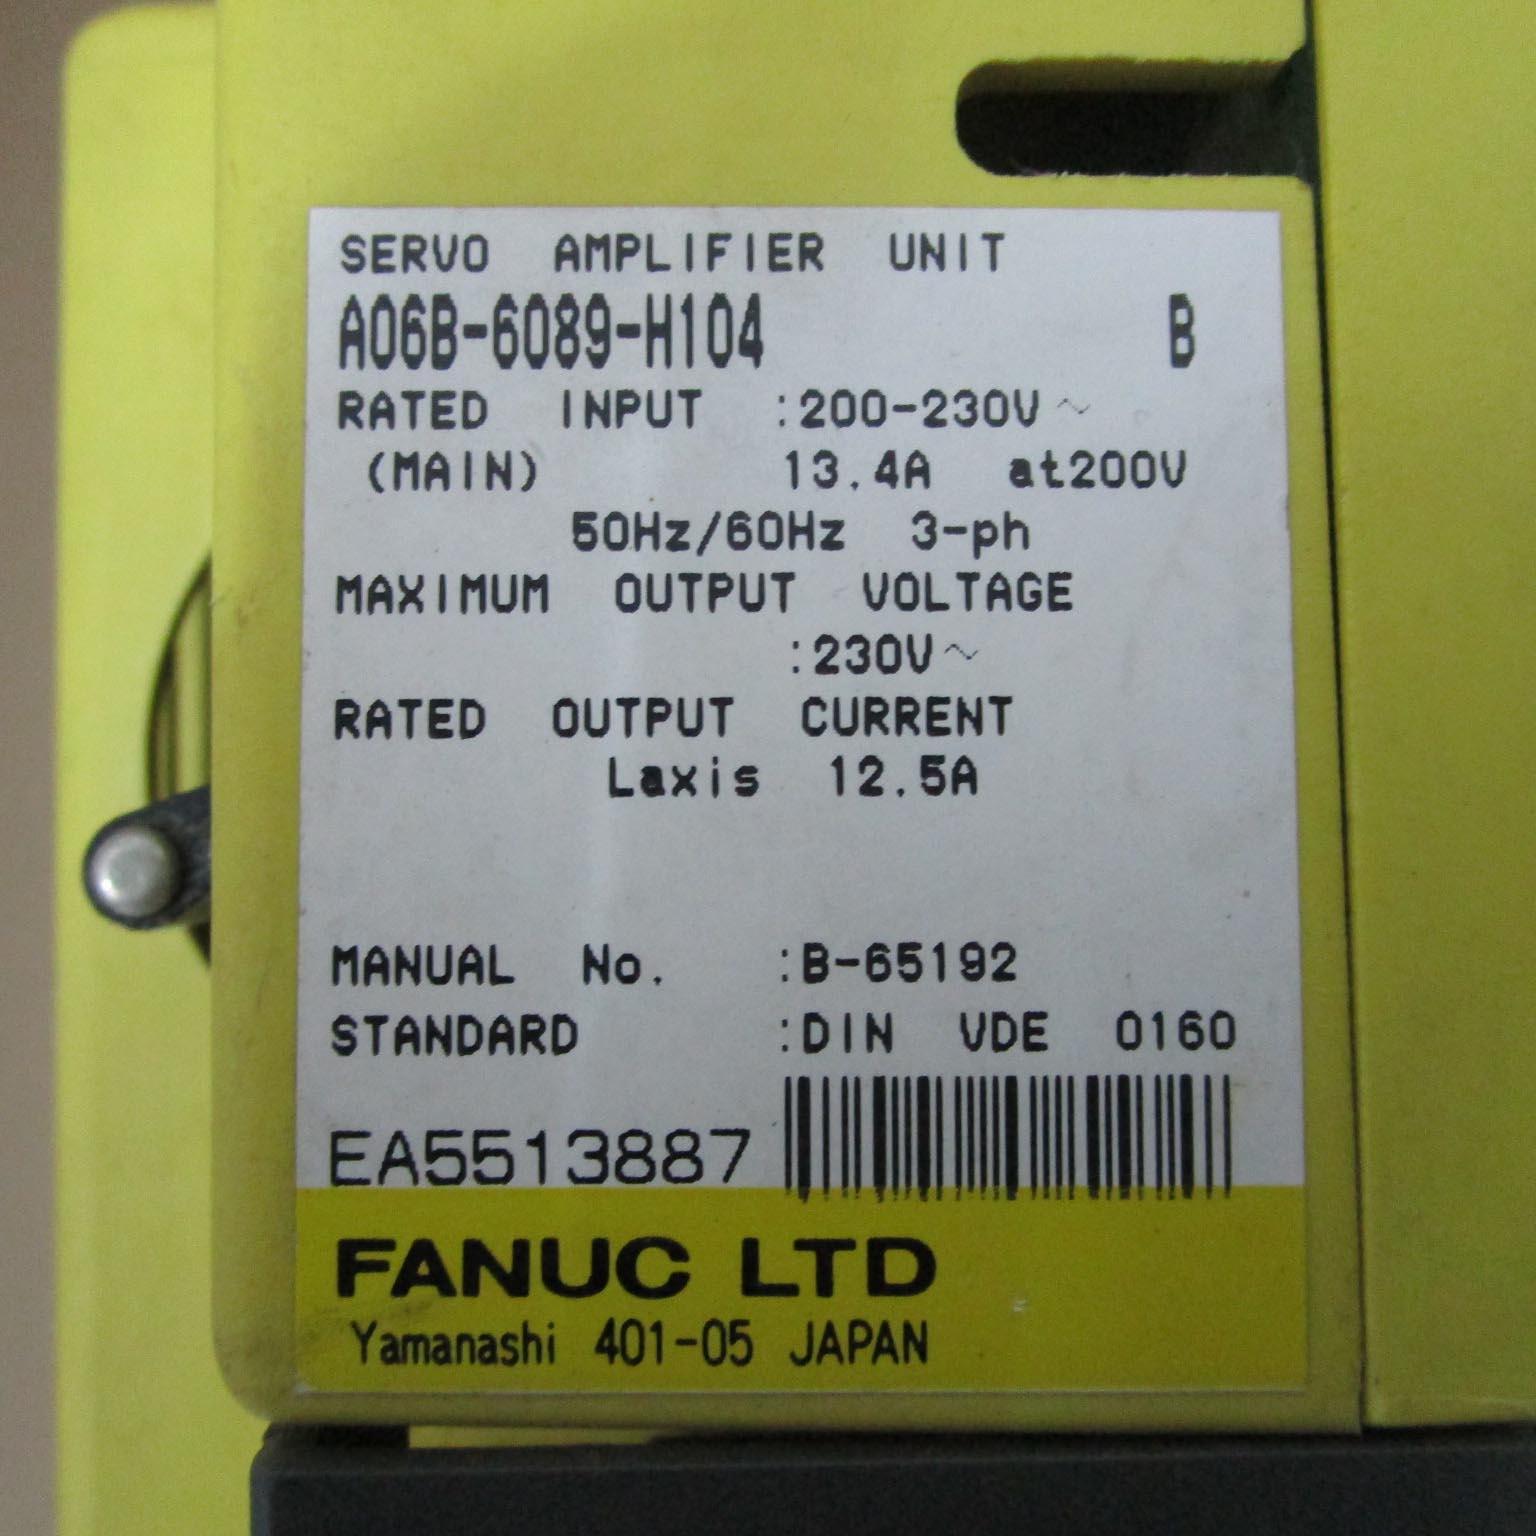 SERVO AMPLIFIER UNIT
A06B-6089-H104 B
RATED INPUT :200-230V~
(MAIN) 13.4A at200V
50Hz/60Hz 3-ph
MAXIMUM OUTPUT VOLTAGE
:230V~
RATED OUTPUT CURRENT
Laxis 12.5A
MANUAL No. :B-65192
STANDARD :DIN VDE 0160
EA5513887
FANUC LTD
Yamanashi 401-05 JAPAN